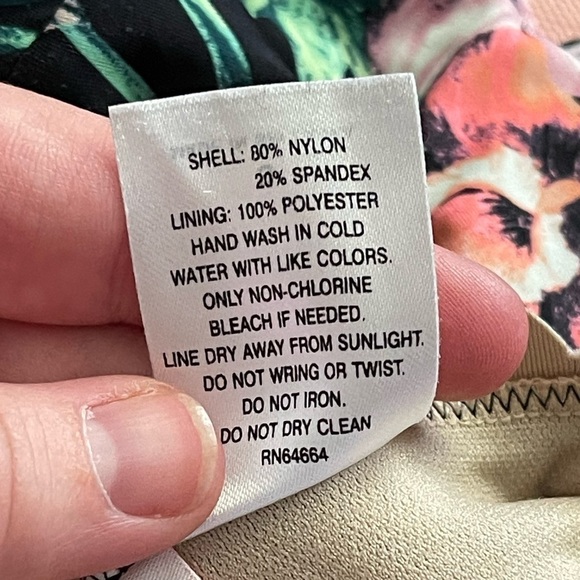 SHELL: 80% NYLON
20% SPANDEX
LINING: 100% POLYESTER
HAND WASH IN COLD
WATER WITH LIKE COLORS.
ONLY NON-CHLORINE
BLEACH IF NEEDED.
LINE DRY AWAY FROM SUNLIGHT.
DO NOT WRING OR TWIST.
DO NOT IRON.
DO NOT DRY CLEAN
RN64664